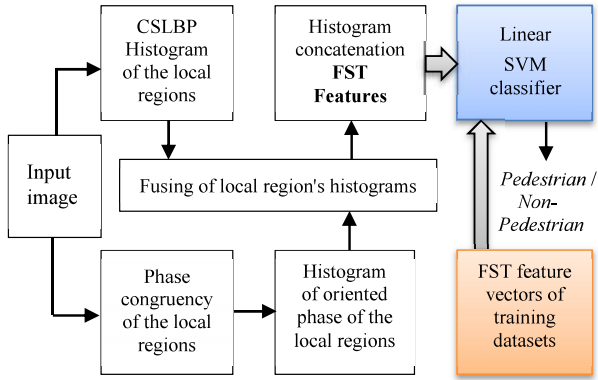 Input
image
CSLBP
Histogram
of the local
regions
Histogram
concatenation
FST
Features
Linear
SVM
classifier
Fusing of local region's histograms
Pedestrian /
Non-
Pedestrian
Phase
congruency
of the local
regions
Histogram
of oriented
phase of the
local regions
FST feature
vectors of
training
datasets